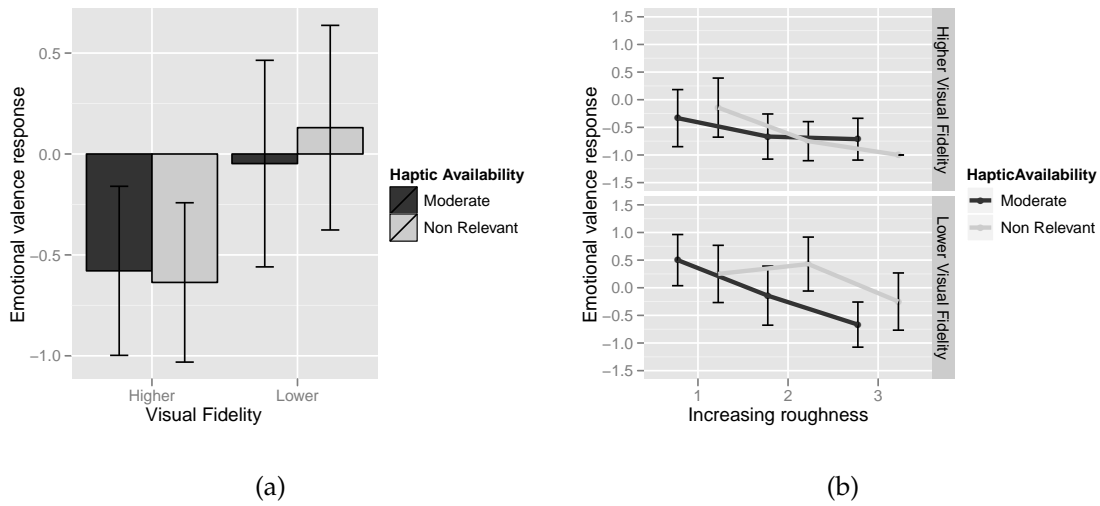 Emotional valence response
0.5
0.0
−0.5
−1.0
Higher
Lower
Visual Fidelity
Haptic Availability
Moderate
Non Relevant
(a)
Emotional valence response
1.5
1.0
0.5
0.0
−0.5
−1.0
−1.5
Higher Visual Fidelity
1.5
1.0
0.5
0.0
−0.5
−1.0
−1.5
Lower Visual Fidelity
1
2
3
Increasing roughness
HapticAvailability
Moderate
Non Relevant
(b)